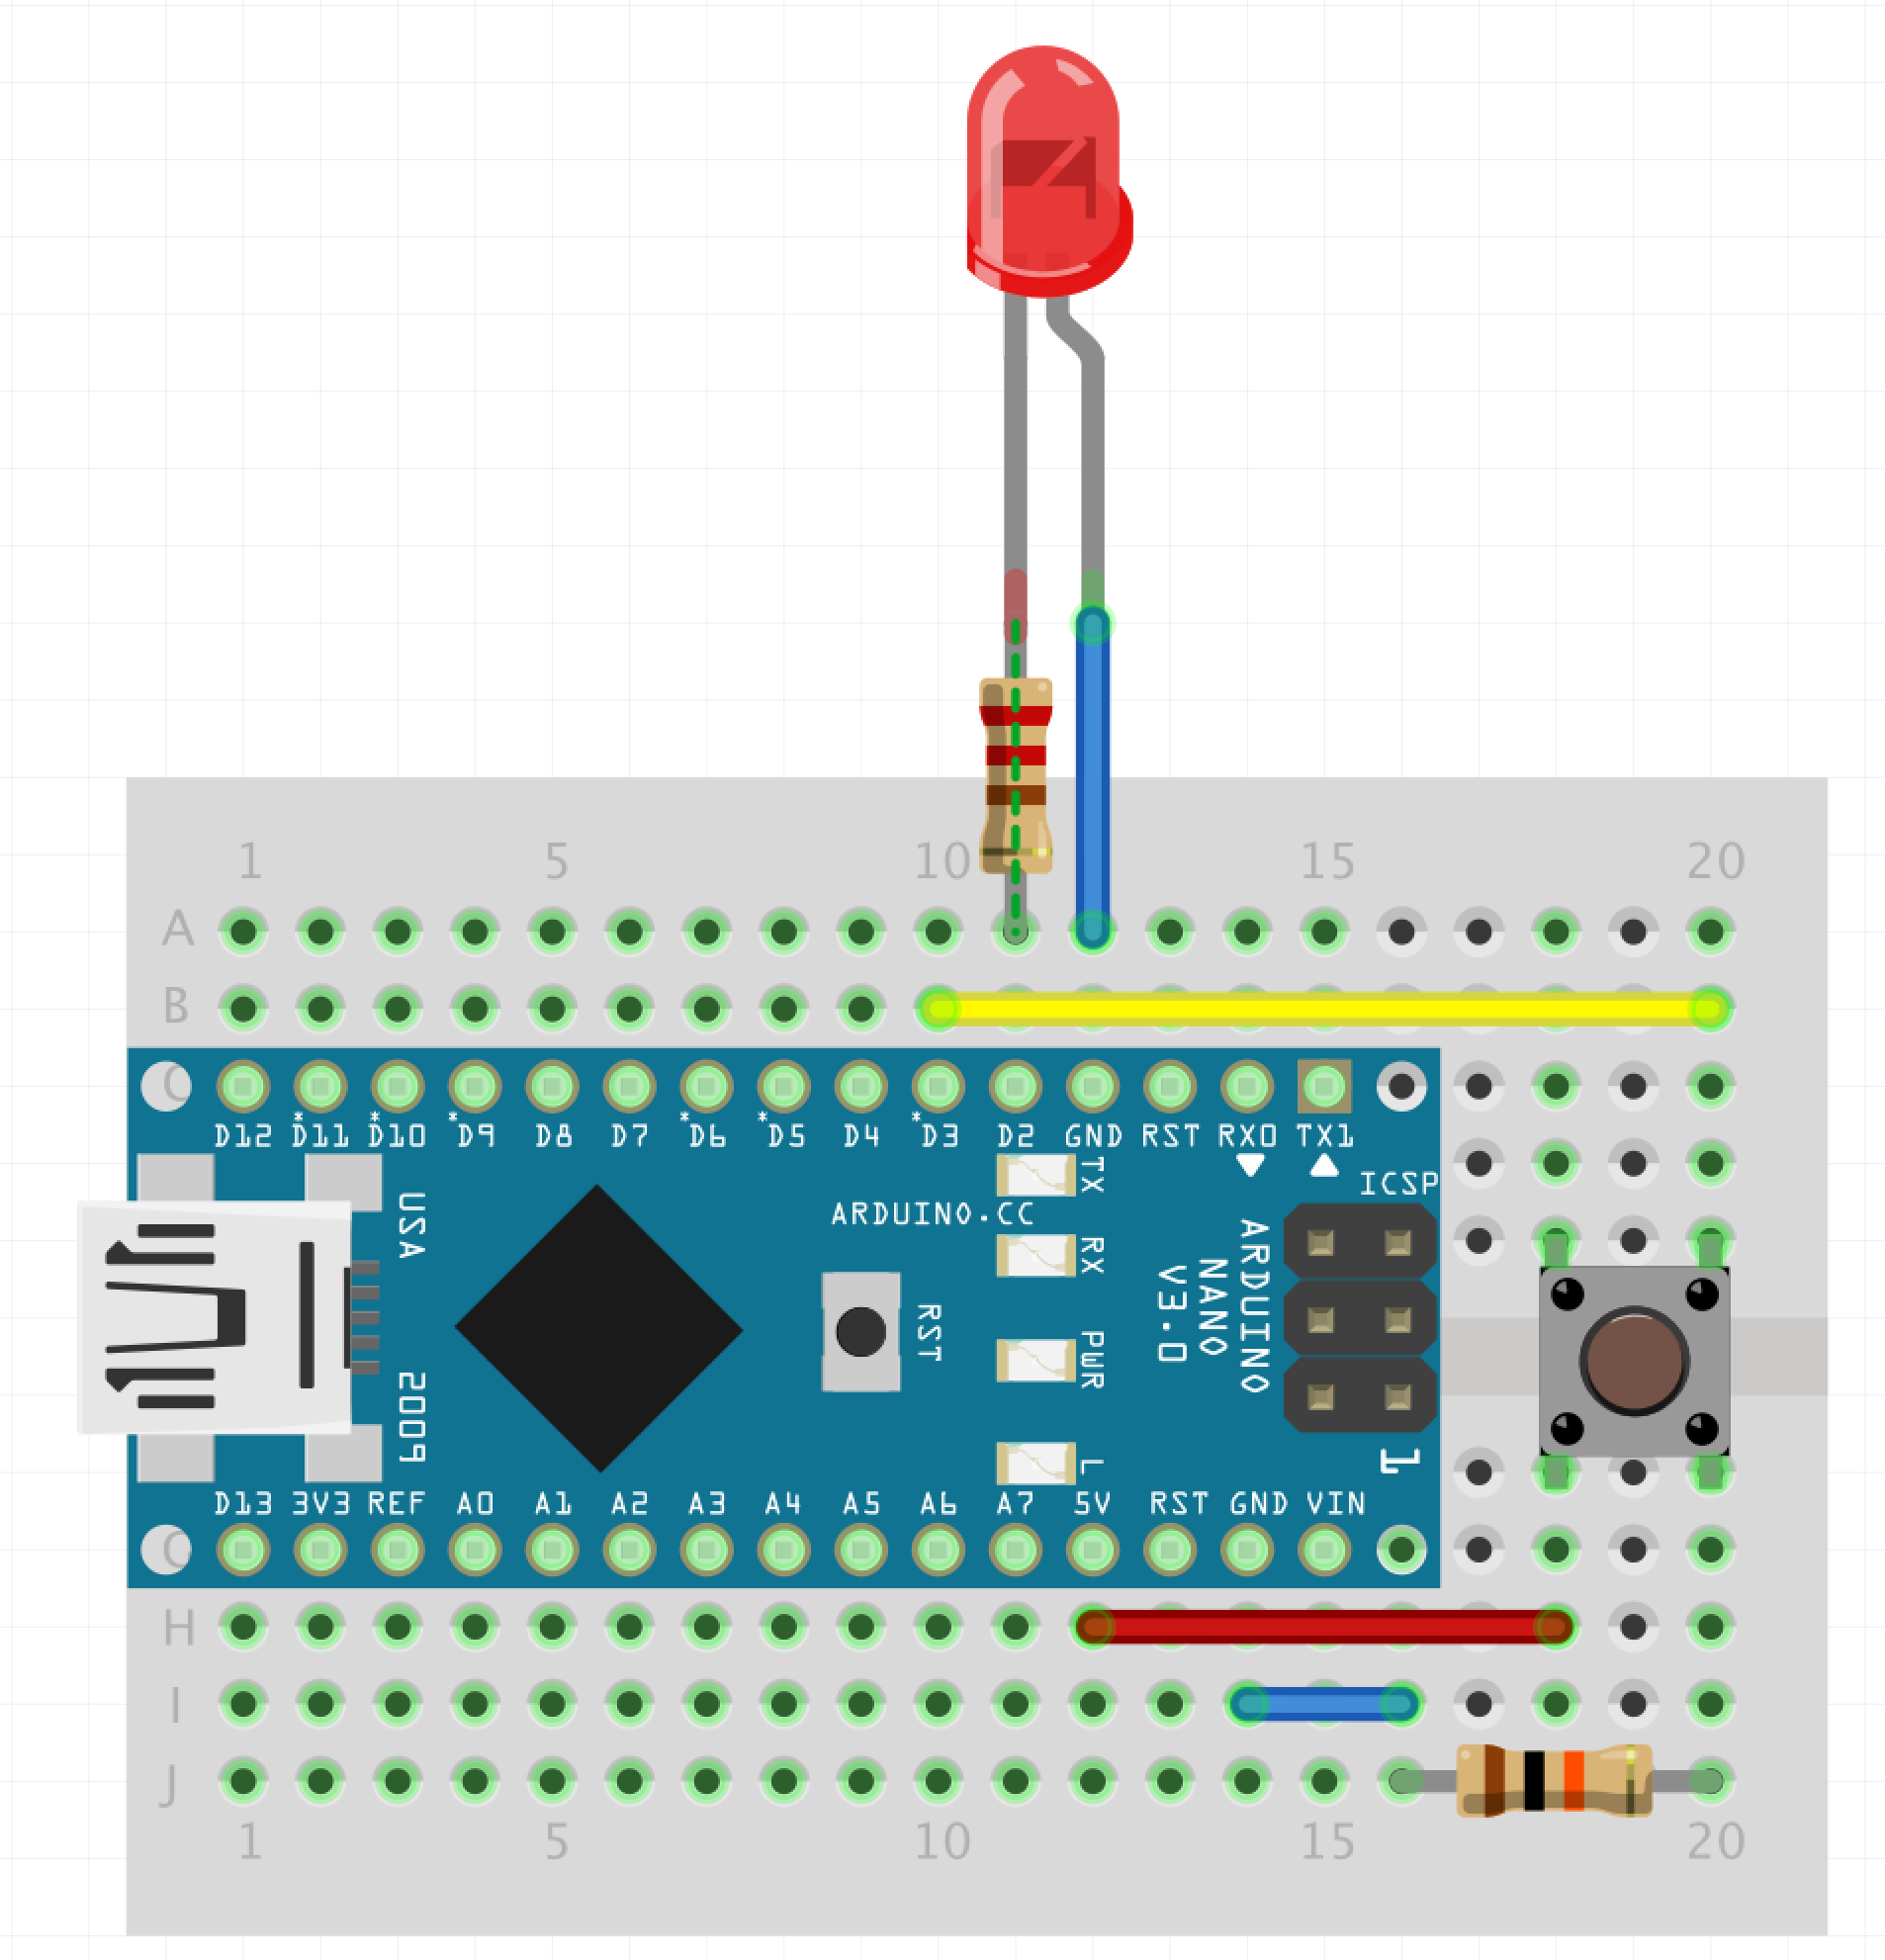 1 5 10 15 20
A
B
C
D12 *D11 *D10 *D9 D8 D7 *D6 *D5 D4 *D3 D2 GND RST RX0 TX1
ICSP
TX
ARDUINO.CC
USA
RX
ARDUINO
NANO
V3.0
RST
PWR
2009
L
1
D13 3V3 REF A0 A1 A2 A3 A4 A5 A6 A7 5V RST GND VIN
H
I
J
1 5 10 15 20